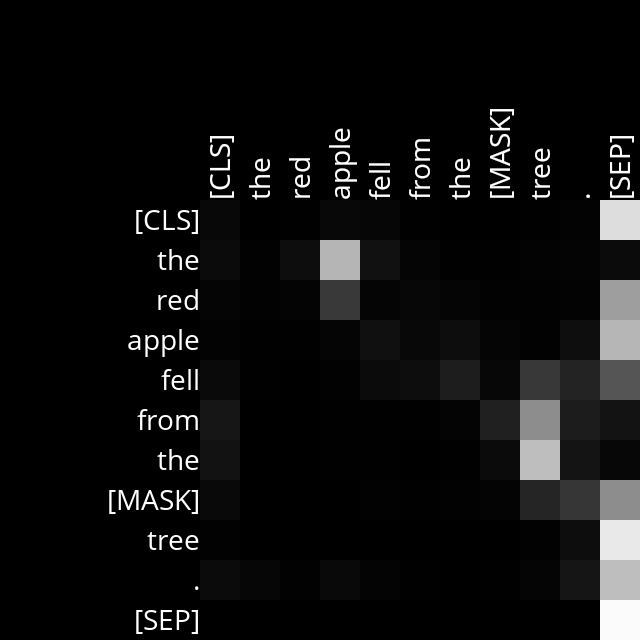 [CLS] the red apple fell from the [MASK] tree . [SEP]
[CLS]
the
red
apple
fell
from
the
[MASK]
tree
.
[SEP]